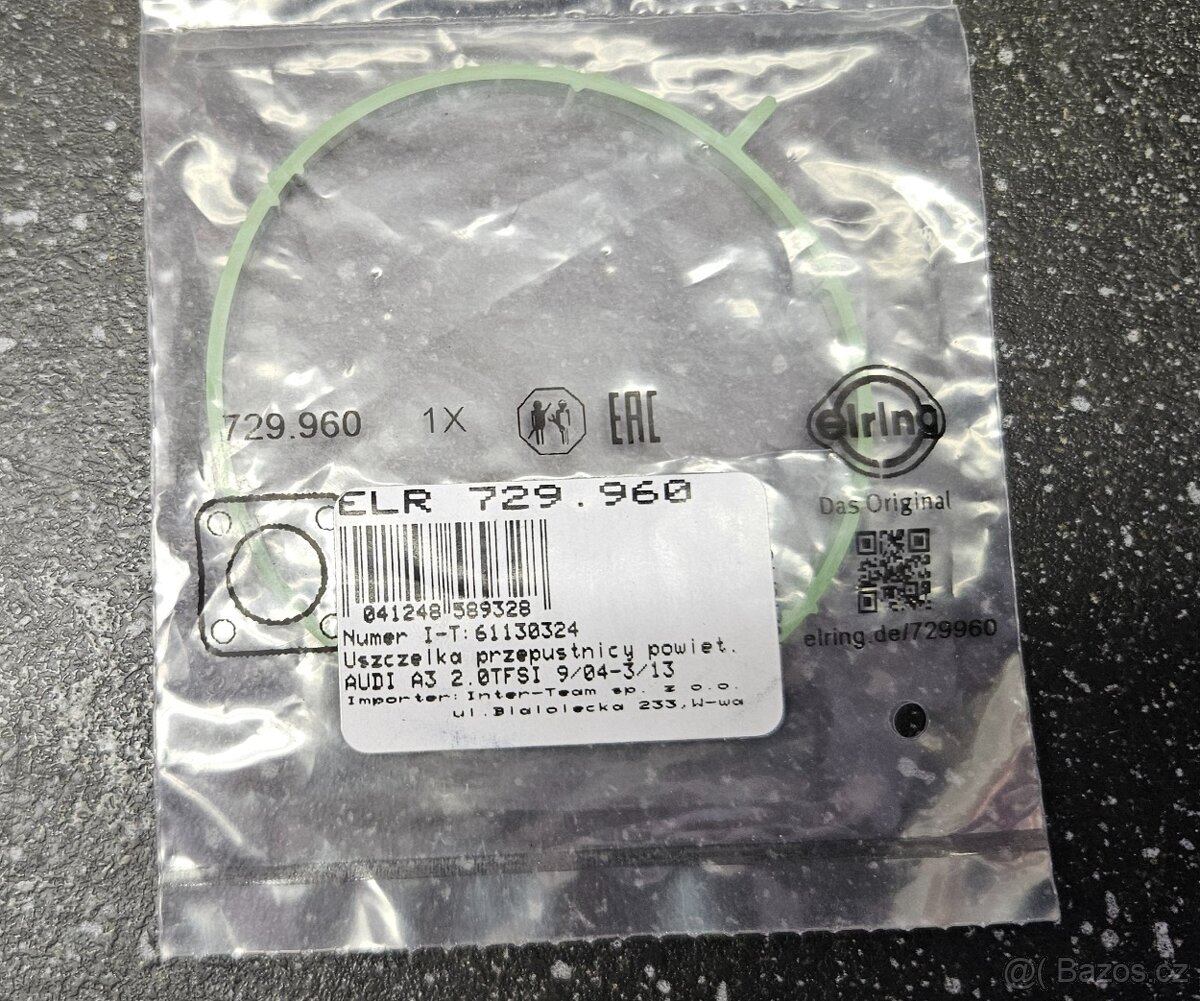 729.960 1X EAC
elring
Das Original
elring.de/729960
ELR 729.960
041248 589328
Numer I-T:61130324
Uszczelka przepustnicy powiet.
AUDI A3 2.0TFSI 9/04-3/13
Importer:Inter-Team sp. z o.o.
ul.Bialolecka 233,W-wa
@( Bazos.cz